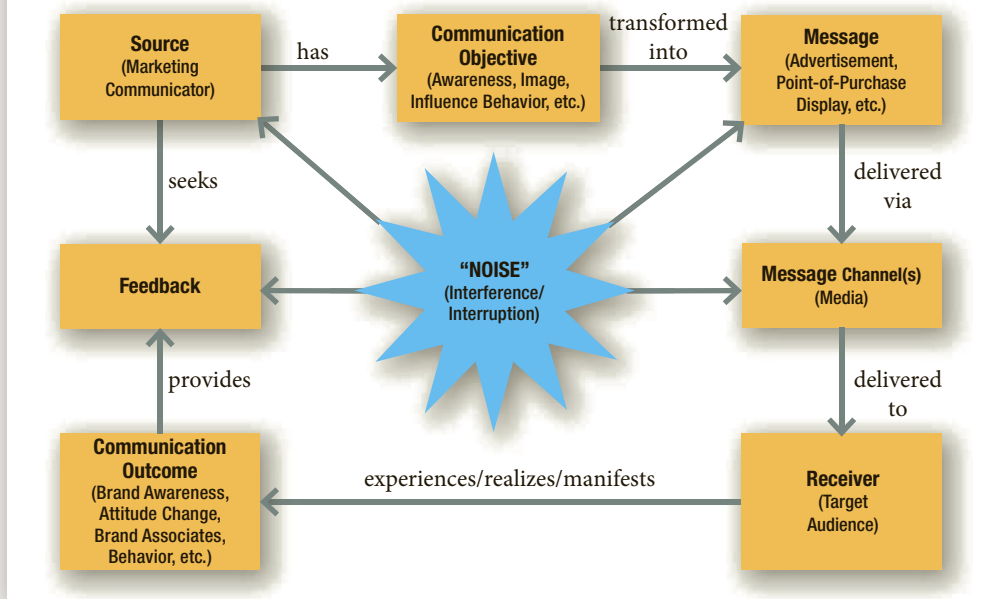 Source
(Marketing
Communicator)
has
Communication
Objective
(Awareness, Image,
Influence Behavior, etc.)
transformed
into
Message
(Advertisement,
Point-of-Purchase
Display, etc.)
seeks
delivered
via
Feedback
“NOISE”
(Interference/
Interruption)
Message Channel(s)
(Media)
provides
delivered
to
Communication
Outcome
(Brand Awareness,
Attitude Change,
Brand Associates,
Behavior, etc.)
experiences/realizes/manifests
Receiver
(Target
Audience)